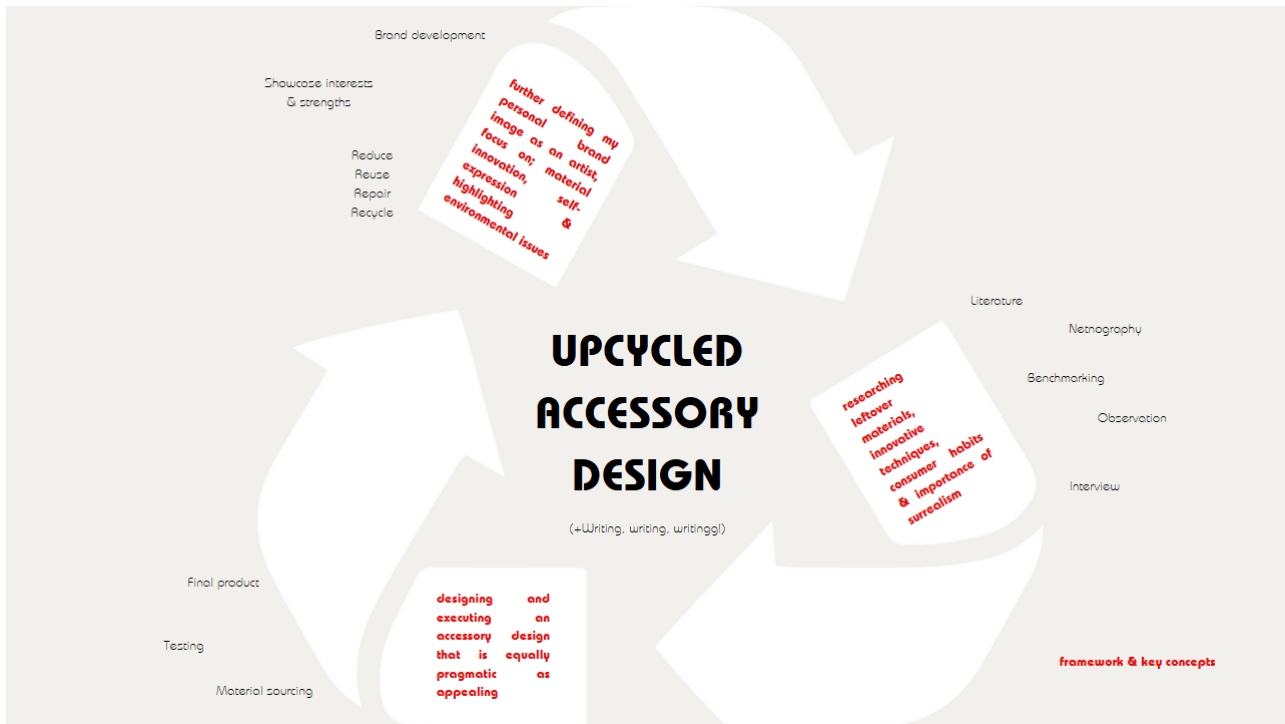 Brand development
Showcase interests
& strengths
Reduce
Reuse
Repair
Recycle
further defining my
personal brand
image as an artist,
focus on; material
innovation, self-
expression &
highlighting
environmental issues
Literature
Netnography
Benchmarking
Observation
Interview
researching
leftover
materials,
innovative
techniques,
consumer habits
& importance of
surrealism
UPCYCLED
ACCESSORY
DESIGN
(+Writing, writing, writingg!)
Final product
Testing
Material sourcing
designing and
executing an
accessory design
that is equally
pragmatic as
appealing
framework & key concepts